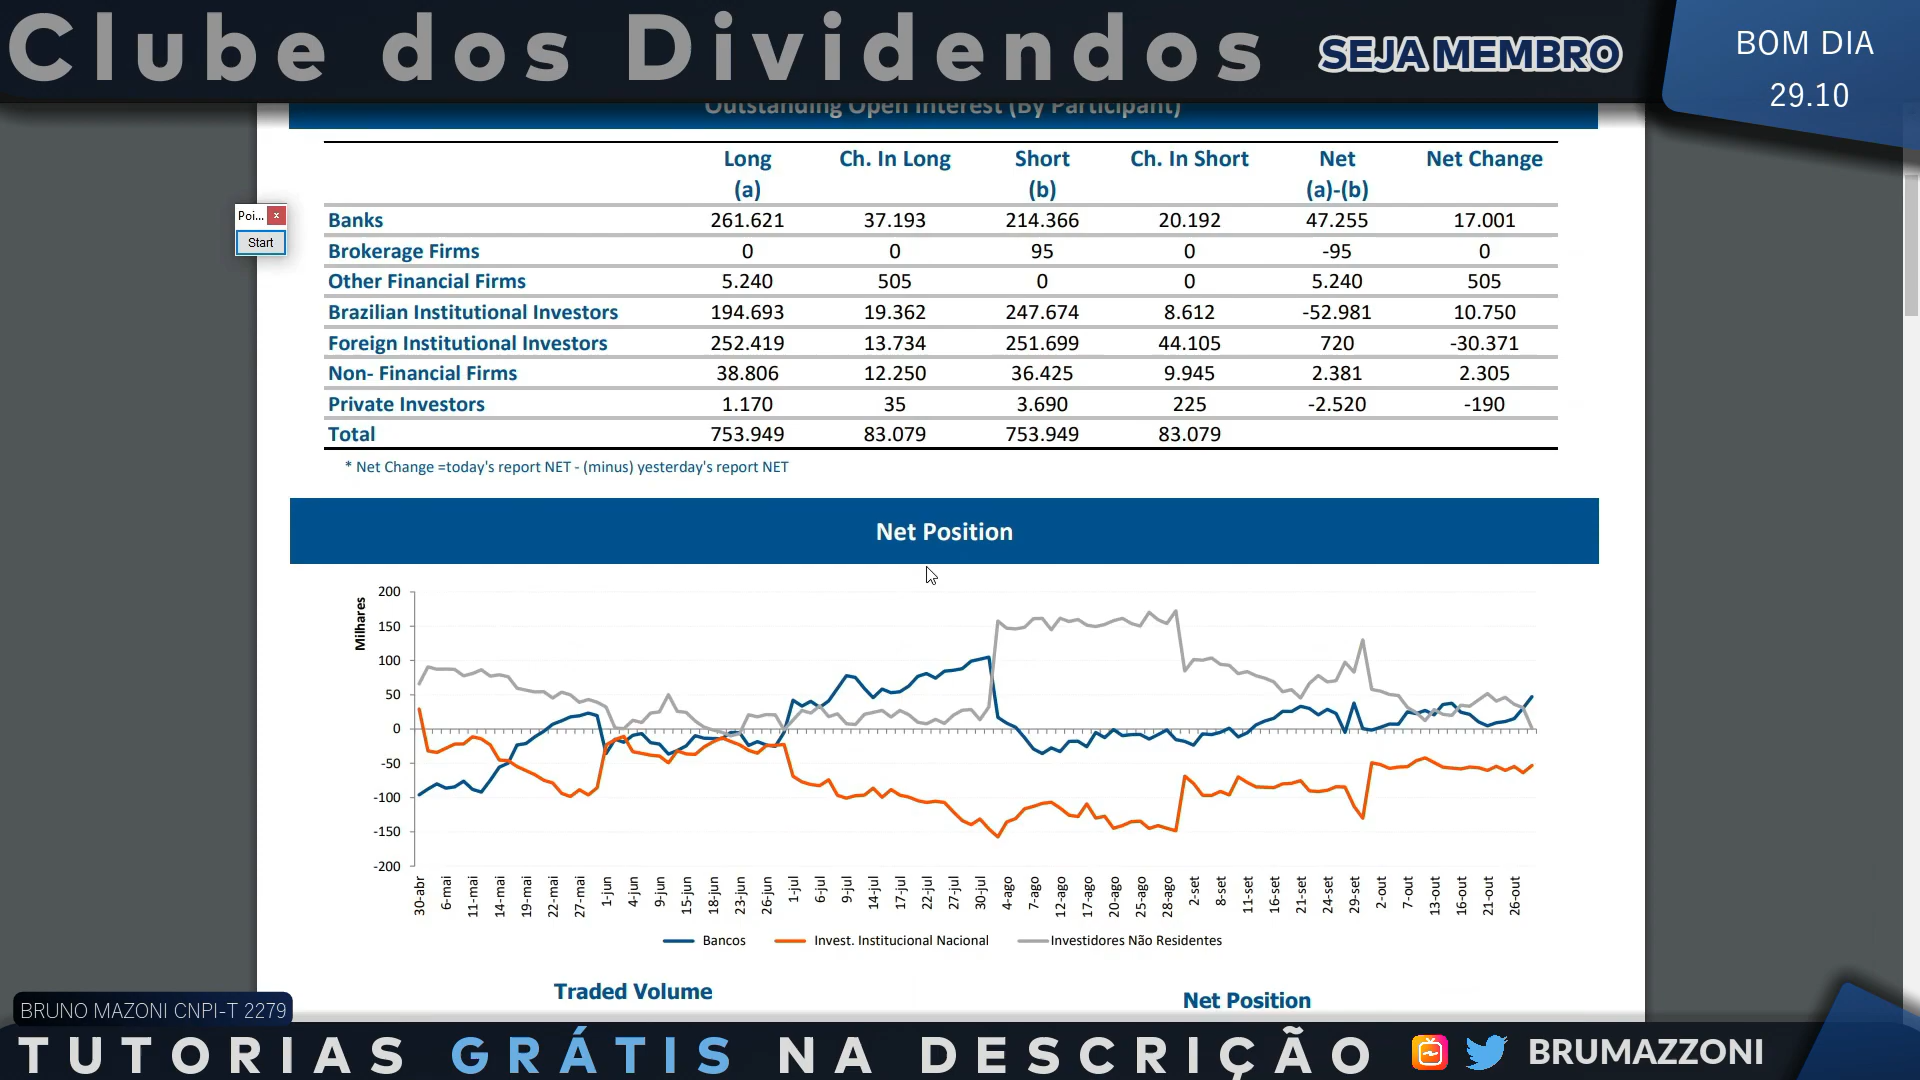 Clube dos Dividendos
SEJA MEMBRO
BOM DIA
29.10
Outstanding Open Interest (By Participant)
Long Ch. In Long Short Ch. In Short Net Net Change
(a) (b) (a)-(b)
Banks 261.621 37.193 214.366 20.192 47.255 17.001
Brokerage Firms 0 0 95 0 -95 0
Other Financial Firms 5.240 505 0 0 5.240 505
Brazilian Institutional Investors 194.693 19.362 247.674 8.612 -52.981 10.750
Foreign Institutional Investors 252.419 13.734 251.699 44.105 720 -30.371
Non- Financial Firms 38.806 12.250 36.425 9.945 2.381 2.305
Private Investors 1.170 35 3.690 225 -2.520 -190
Total 753.949 83.079 753.949 83.079
* Net Change =today's report NET - (minus) yesterday's report NET
Poi... x
Start
Net Position
Milhares
200
150
100
50
0
-50
-100
-150
-200
30-abr 6-mai 11-mai 14-mai 19-mai 22-mai 27-mai 1-jun 4-jun 9-jun 15-jun 18-jun 23-jun 26-jun 1-jul 6-jul 9-jul 14-jul 17-jul 22-jul 27-jul 30-jul 4-ago 7-ago 12-ago 17-ago 20-ago 25-ago 28-ago 2-set 8-set 11-set 16-set 21-set 24-set 29-set 2-out 7-out 13-out 16-out 21-out 26-out
Bancos Invest. Institucional Nacional Investidores Não Residentes
Traded Volume
Net Position
BRUNO MAZONI CNPI-T 2279
TUTORIAS GRÁTIS NA DESCRIÇÃO
BRUMAZZONI